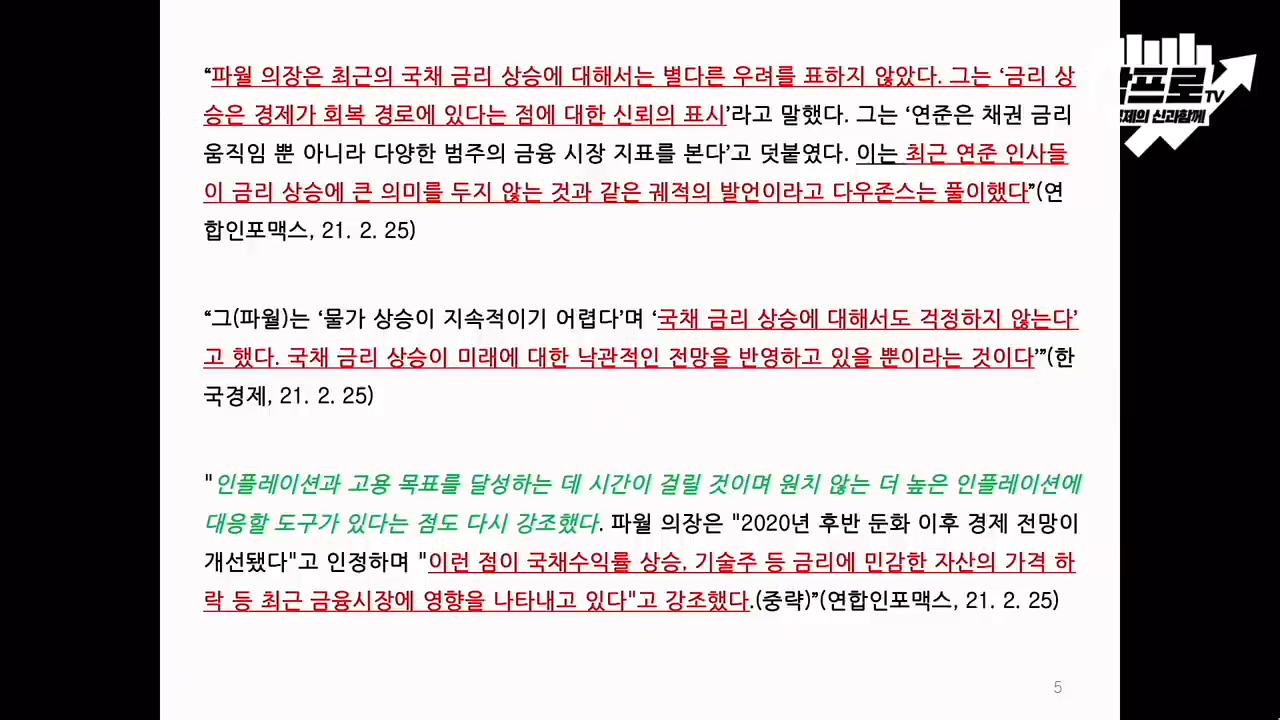 “파월 의장은 최근의 국채 금리 상승에 대해서는 별다른 우려를 표하지 않았다. 그는 ‘금리 상
승은 경제가 회복 경로에 있다는 점에 대한 신뢰의 표시’라고 말했다. 그는 ‘연준은 채권 금리
움직임 뿐 아니라 다양한 범주의 금융 시장 지표를 본다’고 덧붙였다. 이는 최근 연준 인사들
이 금리 상승에 큰 의미를 두지 않는 것과 같은 궤적의 발언이라고 다우존스는 풀이했다”(연
합인포맥스, 21. 2. 25)
“그(파월)는 ‘물가 상승이 지속적이기 어렵다’며 ‘국채 금리 상승에 대해서도 걱정하지 않는다’
고 했다. 국채 금리 상승이 미래에 대한 낙관적인 전망을 반영하고 있을 뿐이라는 것이다’”(한
국경제, 21. 2. 25)
"인플레이션과 고용 목표를 달성하는 데 시간이 걸릴 것이며 원치 않는 더 높은 인플레이션에
대응할 도구가 있다는 점도 다시 강조했다. 파월 의장은 "2020년 후반 둔화 이후 경제 전망이
개선됐다"고 인정하며 "이런 점이 국채수익률 상승, 기술주 등 금리에 민감한 자산의 가격 하
락 등 최근 금융시장에 영향을 나타내고 있다"고 강조했다.(중략)”(연합인포맥스, 21. 2. 25)
5
프로TV
의 신과함께